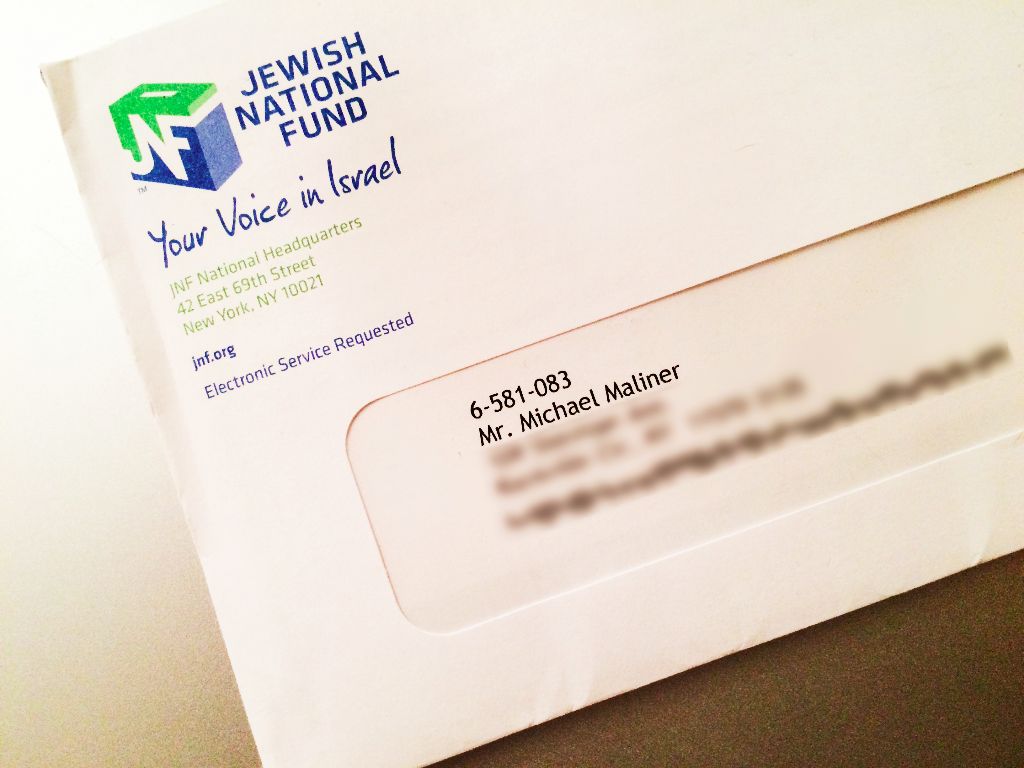 JNF
TM
JEWISH
NATIONAL
FUND
Your Voice in Israel
JNF National Headquarters
42 East 69th Street
New York, NY 10021
jnf.org
Electronic Service Requested
6-581-083
Mr. Michael Maliner